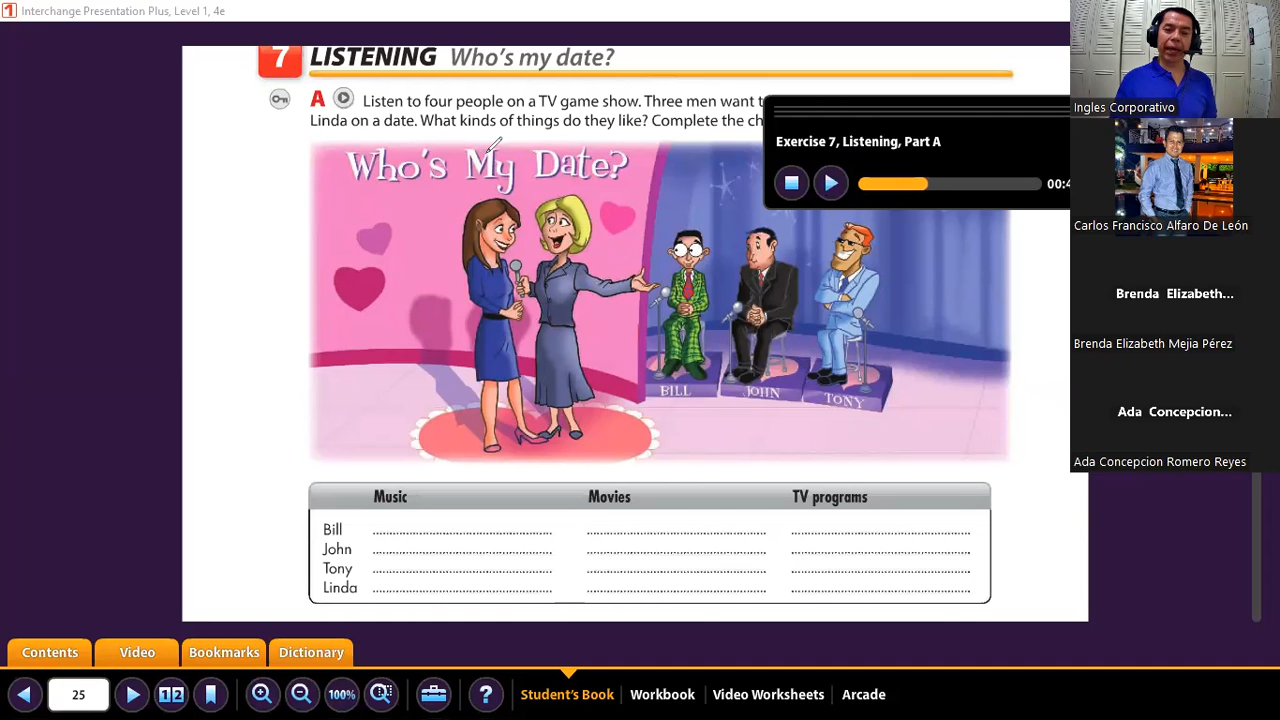 Interchange Presentation Plus, Level 1, 4e
7 LISTENING Who's my date?
A Listen to four people on a TV game show. Three men want t
Linda on a date. What kinds of things do they like? Complete the ch
Exercise 7, Listening, Part A
00:4
Who's My Date?
BILL
JOHN
TONY
Music Movies TV programs
Bill
John
Tony
Linda
Ingles Corporativo
Carlos Francisco Alfaro De León
Brenda Elizabeth...
Brenda Elizabeth Mejia Pérez
Ada Concepcion...
Ada Concepcion Romero Reyes
Contents Video Bookmarks Dictionary
25 1 2 100% ? Student's Book Workbook Video Worksheets Arcade